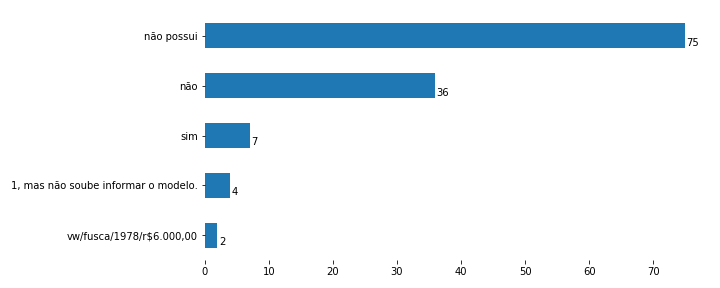 não possui
75
não
36
sim
7
1, mas não soube informar o modelo.
4
vw/fusca/1978/r$6.000,00
2
0 10 20 30 40 50 60 70